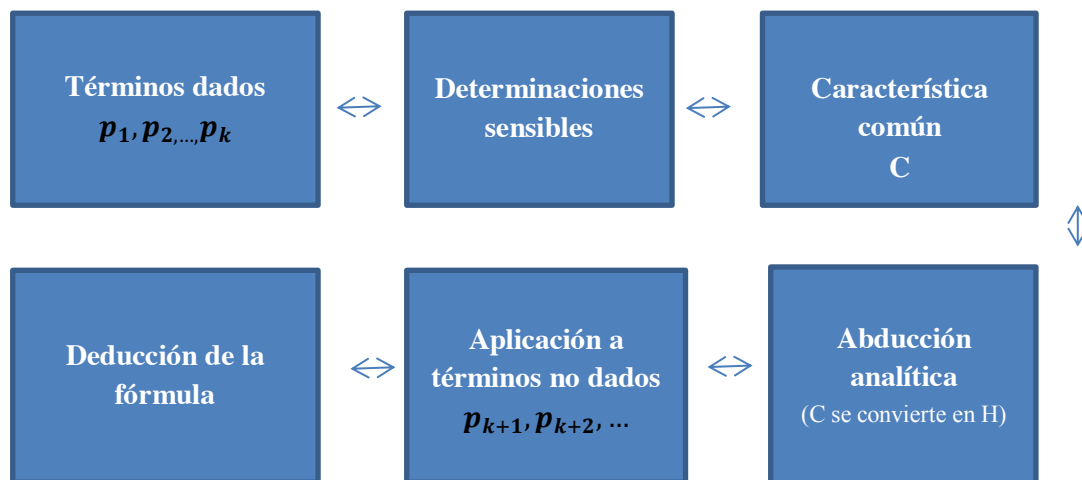 Términos dados
p₁, p₂,...,pₖ
Determinaciones
sensibles
Característica
común
C
Abducción
analítica
(C se convierte en H)
Aplicación a
términos no dados
pₖ₊₁, pₖ₊₂, ...
Deducción de la
fórmula